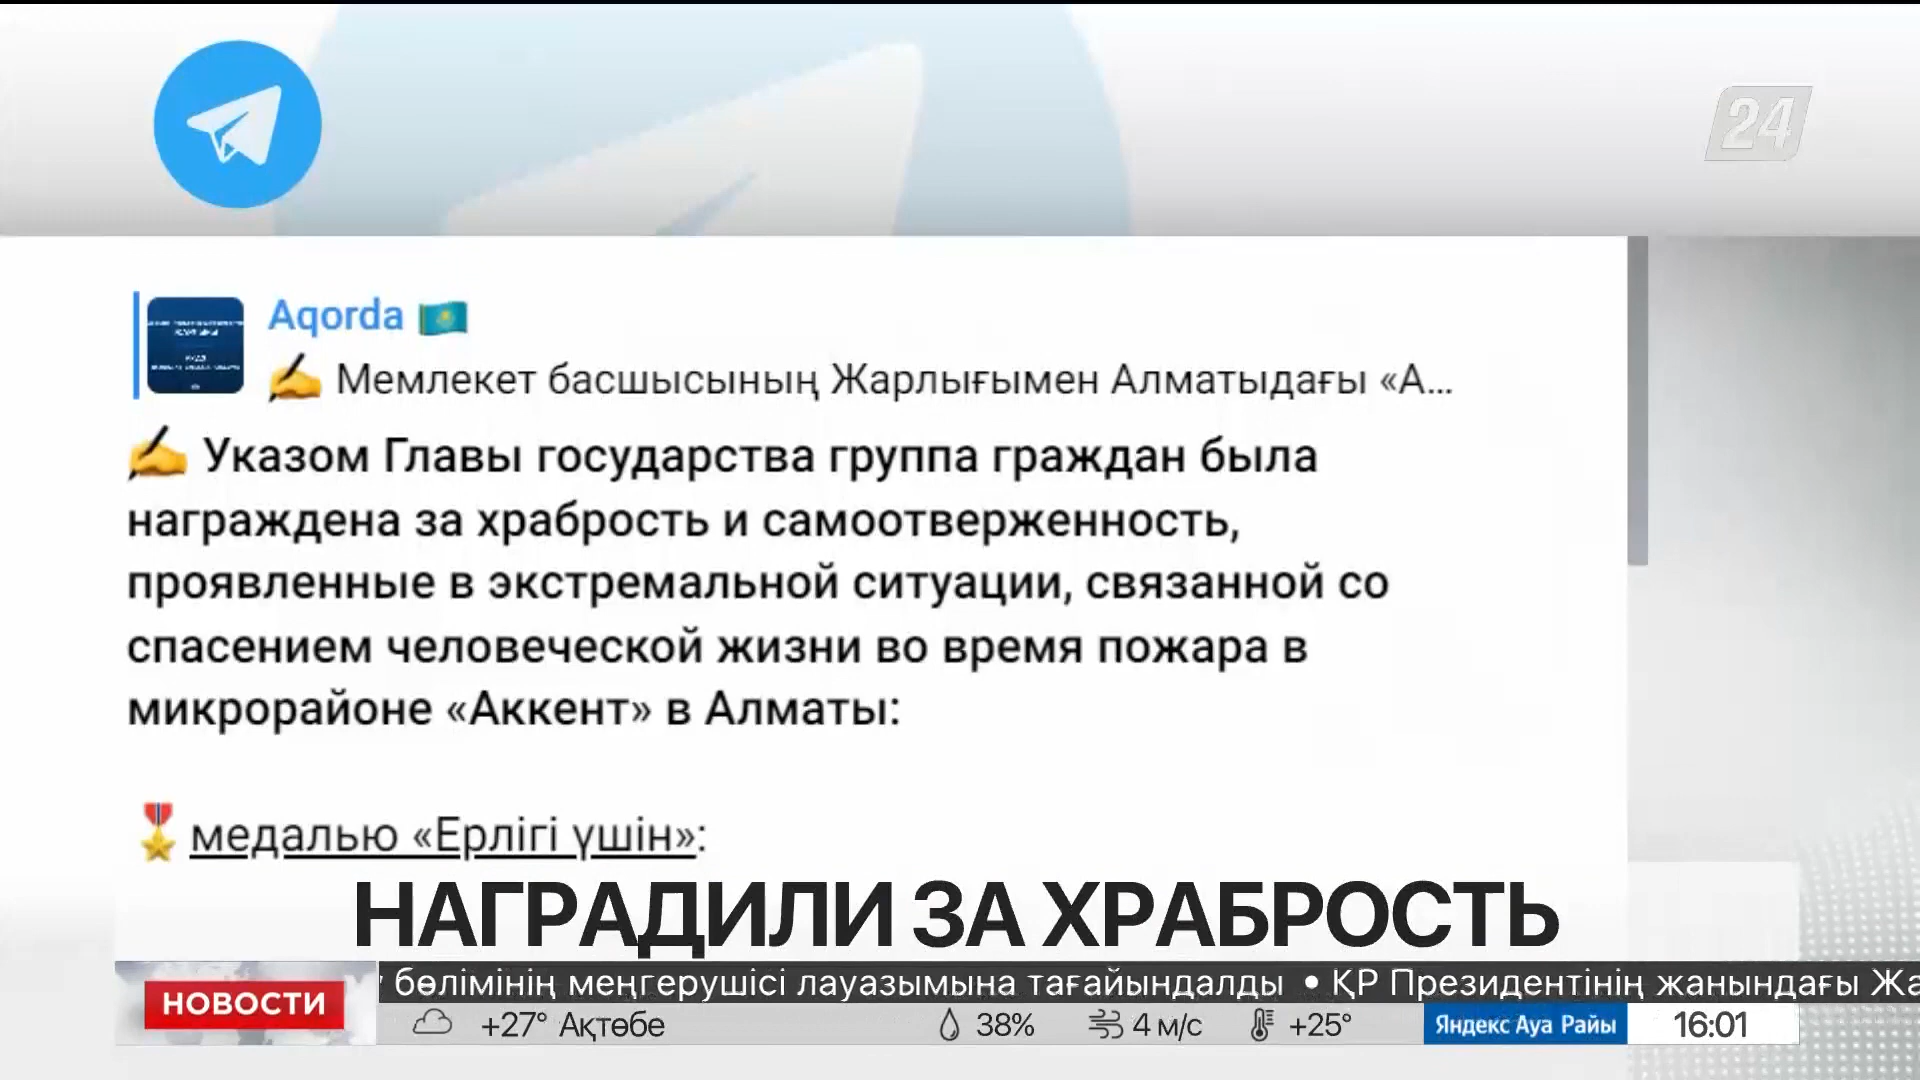 24
Aqorda
Мемлекет басшысының Жарлығымен Алматыдағы «А...
Указом Главы государства группа граждан была
награждена за храбрость и самоотверженность,
проявленные в экстремальной ситуации, связанной со
спасением человеческой жизни во время пожара в
микрорайоне «Аккент» в Алматы:
медалью «Ерлігі үшін»:
НАГРАДИЛИ ЗА ХРАБРОСТЬ
НОВОСТИ
бөлімінің меңгерушісі лауазымына тағайындалды • ҚР Президентінің жанындағы Жа
+27° Ақтөбе 38% 4 м/с +25° Яндекс Ауа Райы 16:01